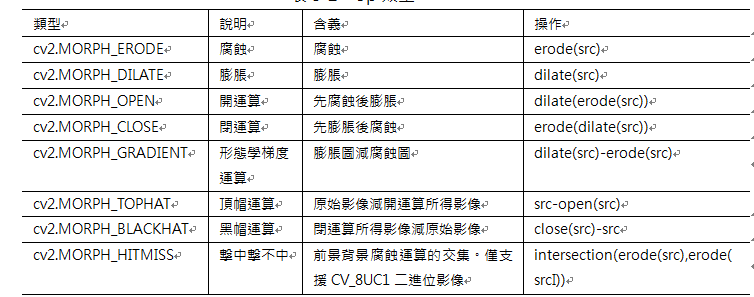 類型 說明 含義 操作
cv2.MORPH_ERODE 腐蝕 腐蝕 erode(src)
cv2.MORPH_DILATE 膨脹 膨脹 dilate(src)
cv2.MORPH_OPEN 開運算 先腐蝕後膨脹 dilate(erode(src))
cv2.MORPH_CLOSE 閉運算 先膨脹後腐蝕 erode(dilate(src))
cv2.MORPH_GRADIENT 形態學梯度 膨脹圖減腐蝕圖 dilate(src)-erode(src)
運算
cv2.MORPH_TOPHAT 頂帽運算 原始影像減開運算所得影像 src-open(src)
cv2.MORPH_BLACKHAT 黑帽運算 閉運算所得影像減原始影像 close(src)-src
cv2.MORPH_HITMISS 擊中擊不中 前景背景腐蝕運算的交集。僅支 intersection(erode(src),erode(
援 CV_8UC1 二進位影像 srcI))